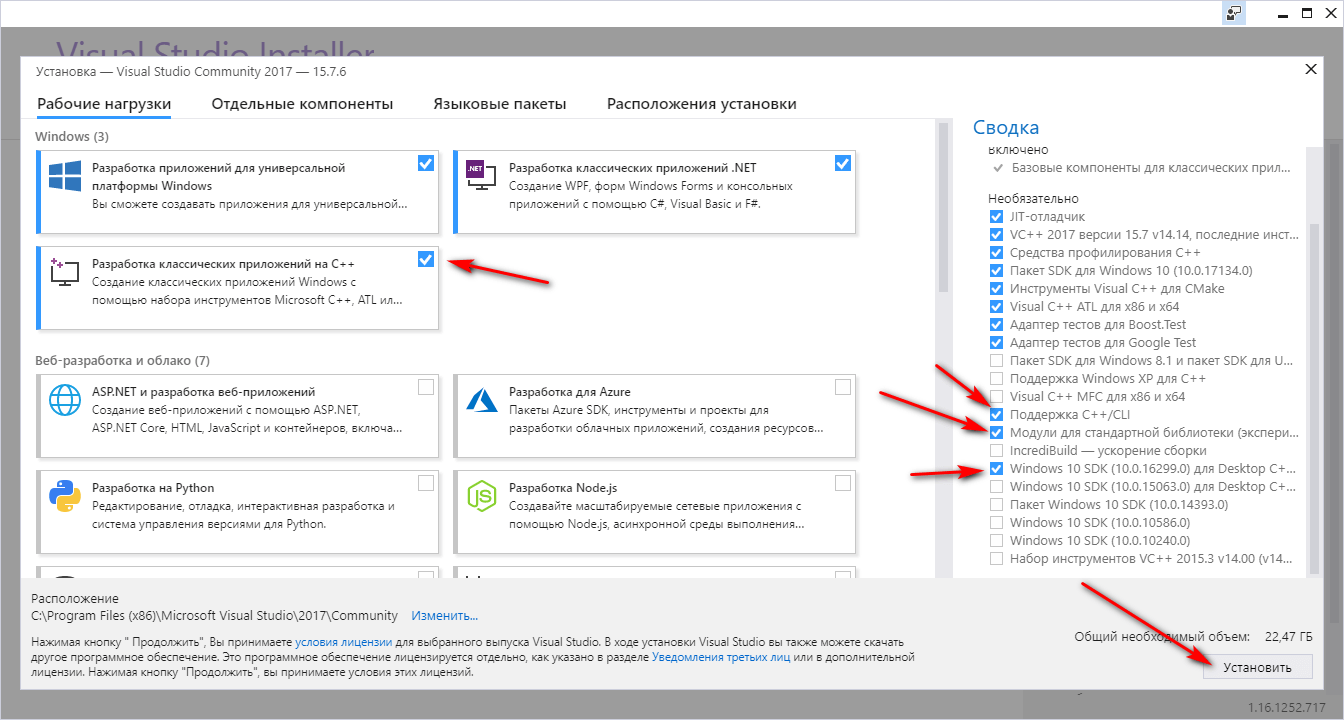 Visual Studio Installer
Установка — Visual Studio Community 2017 — 15.7.6
Рабочие нагрузки
Отдельные компоненты
Языковые пакеты
Расположения установки
Windows (3)
Разработка приложений для универсальной
платформы Windows
Вы сможете создавать приложения для универсальной...
.NET
Разработка классических приложений .NET
Создание WPF, форм Windows Forms и консольных
приложений с помощью C#, Visual Basic и F#.
Разработка классических приложений на C++
Создание классических приложений Windows с
помощью набора инструментов Microsoft C++, ATL ил...
Веб-разработка и облако (7)
ASP.NET и разработка веб-приложений
Создание веб-приложений с помощью ASP.NET,
ASP.NET Core, HTML, JavaScript и контейнеров, включа...
Разработка для Azure
Пакеты Azure SDK, инструменты и проекты для
разработки облачных приложений, создания ресурсов...
Разработка на Python
Редактирование, отладка, интерактивная разработка и
система управления версиями для Python.
JS
Разработка Node.js
Создавайте масштабируемые сетевые приложения с
помощью Node.js, асинхронной среды выполнения...
Сводка
Включено
Базовые компоненты для классических прил...
Необязательно
JIT-отладчик
VC++ 2017 версии 15.7 v14.14, последние инст...
Средства профилирования C++
Пакет SDK для Windows 10 (10.0.17134.0)
Инструменты Visual C++ для CMake
Visual C++ ATL для x86 и x64
Адаптер тестов для Boost.Test
Адаптер тестов для Google Test
Пакет SDK для Windows 8.1 и пакет SDK для U...
Поддержка Windows XP для C++
Visual C++ MFC для x86 и x64
Поддержка C++/CLI
Модули для стандартной библиотеки (экспери...
IncrediBuild — ускорение сборки
Windows 10 SDK (10.0.16299.0) для Desktop C+...
Windows 10 SDK (10.0.15063.0) для Desktop C+...
Пакет Windows 10 SDK (10.0.14393.0)
Windows 10 SDK (10.0.10586.0)
Windows 10 SDK (10.0.10240.0)
Набор инструментов VC++ 2015.3 v14.00 (v14...
Расположение
C:\Program Files (x86)\Microsoft Visual Studio\2017\Community Изменить...
Нажимая кнопку " Продолжить", Вы принимаете условия лицензии для выбранного выпуска Visual Studio. В ходе установки Visual Studio вы также можете скачать
другое программное обеспечение. Это программное обеспечение лицензируется отдельно, как указано в разделе Уведомления третьих лиц или в дополнительной
лицензии. Нажимая кнопку "Продолжить", вы принимаете условия этих лицензий.
Общий необходимый объем: 22,47 ГБ
Установить
1.16.1252.717